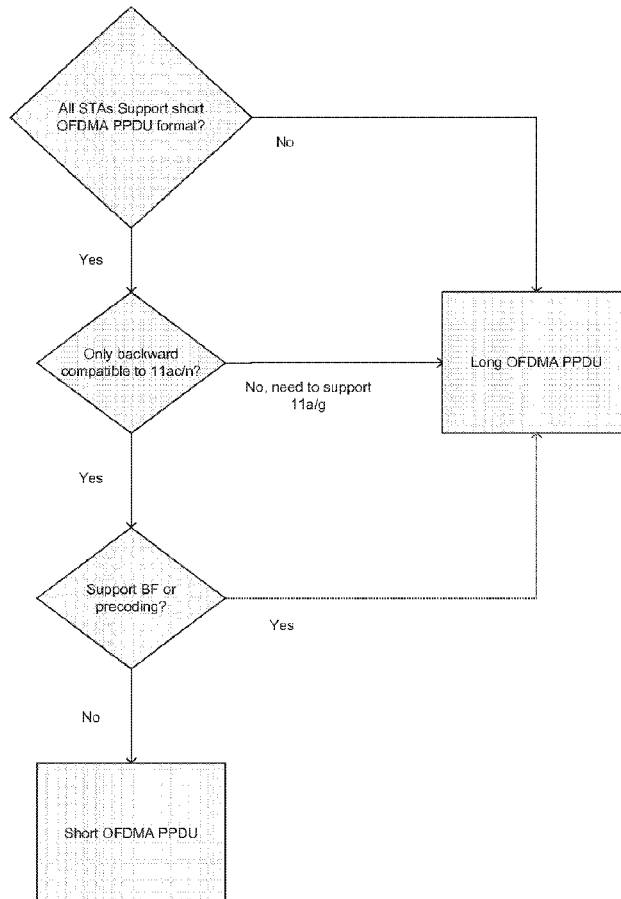 All STAs Support short
OFDMA PPDU format?
No
Yes
Only backward
compatible to 11ac/n?
No, need to support
11a/g
Long OFDMA PPDU
Yes
Support BF or
precoding?
Yes
No
Short OFDMA PPDU